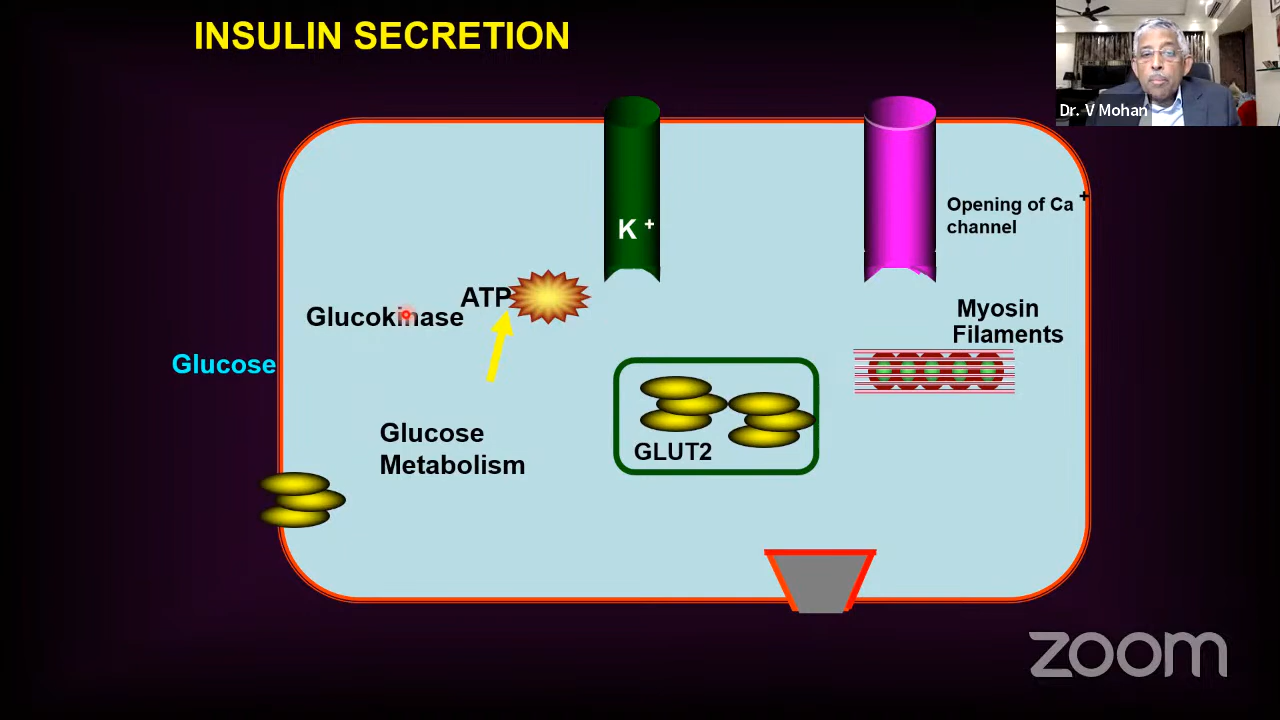 INSULIN SECRETION
Dr. V Mohan
K +
Opening of Ca +
channel
ATP
Glucokinase
Myosin
Filaments
Glucose
Glucose
Metabolism
GLUT2
zoom